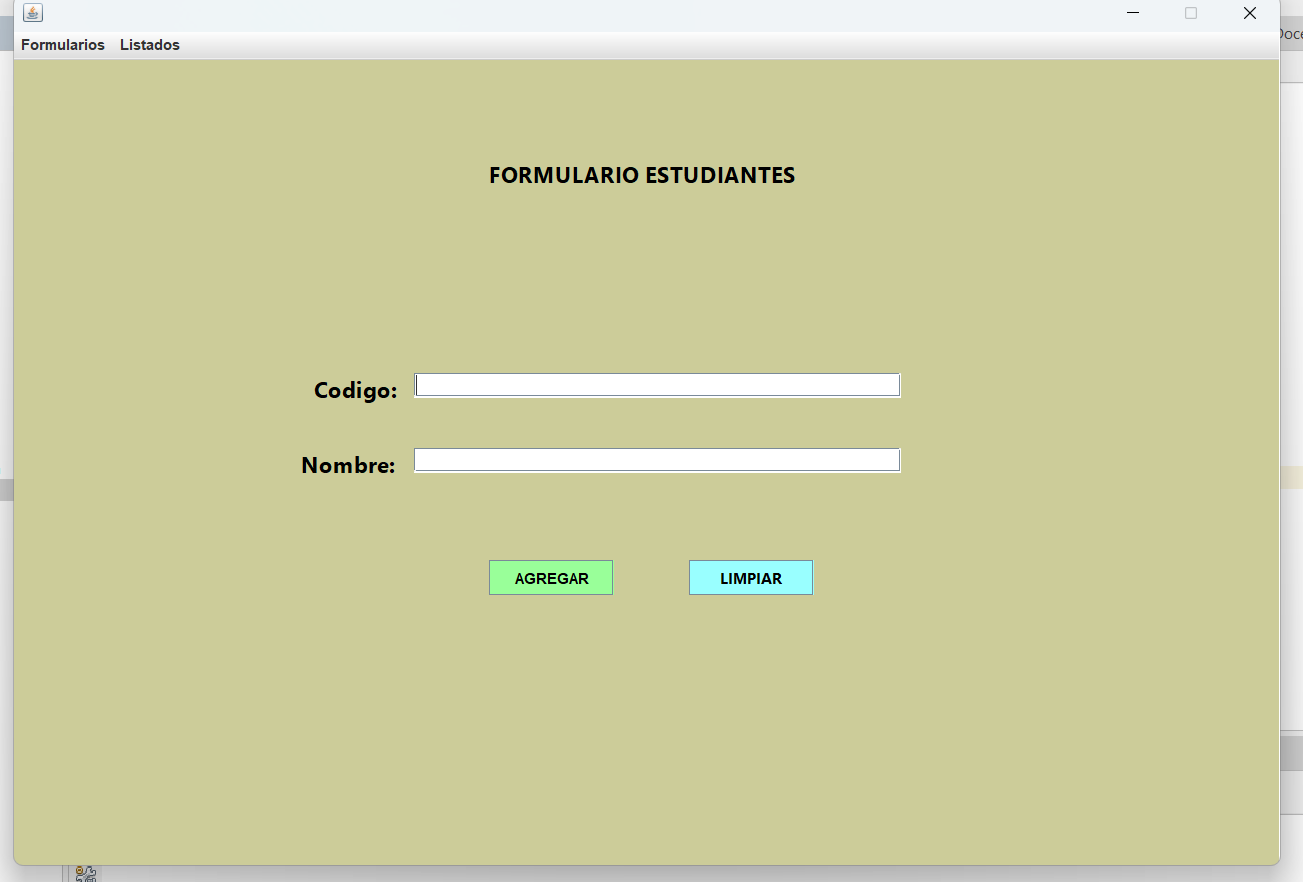 Formularios Listados
FORMULARIO ESTUDIANTES
Codigo:
Nombre:
AGREGAR LIMPIAR